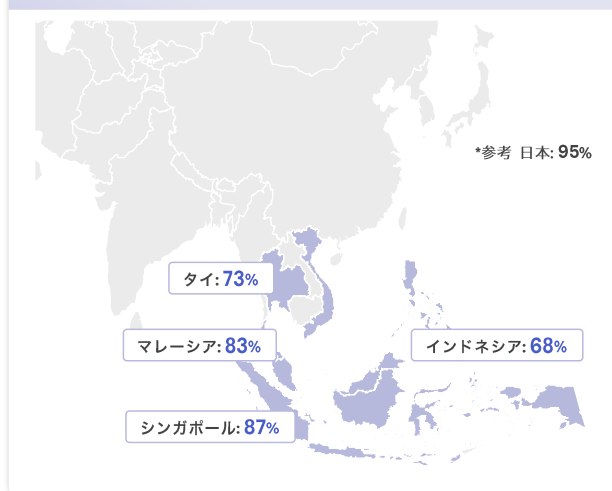 *参考 日本: 95%
タイ: 73%
マレーシア: 83%
インドネシア: 68%
シンガポール: 87%